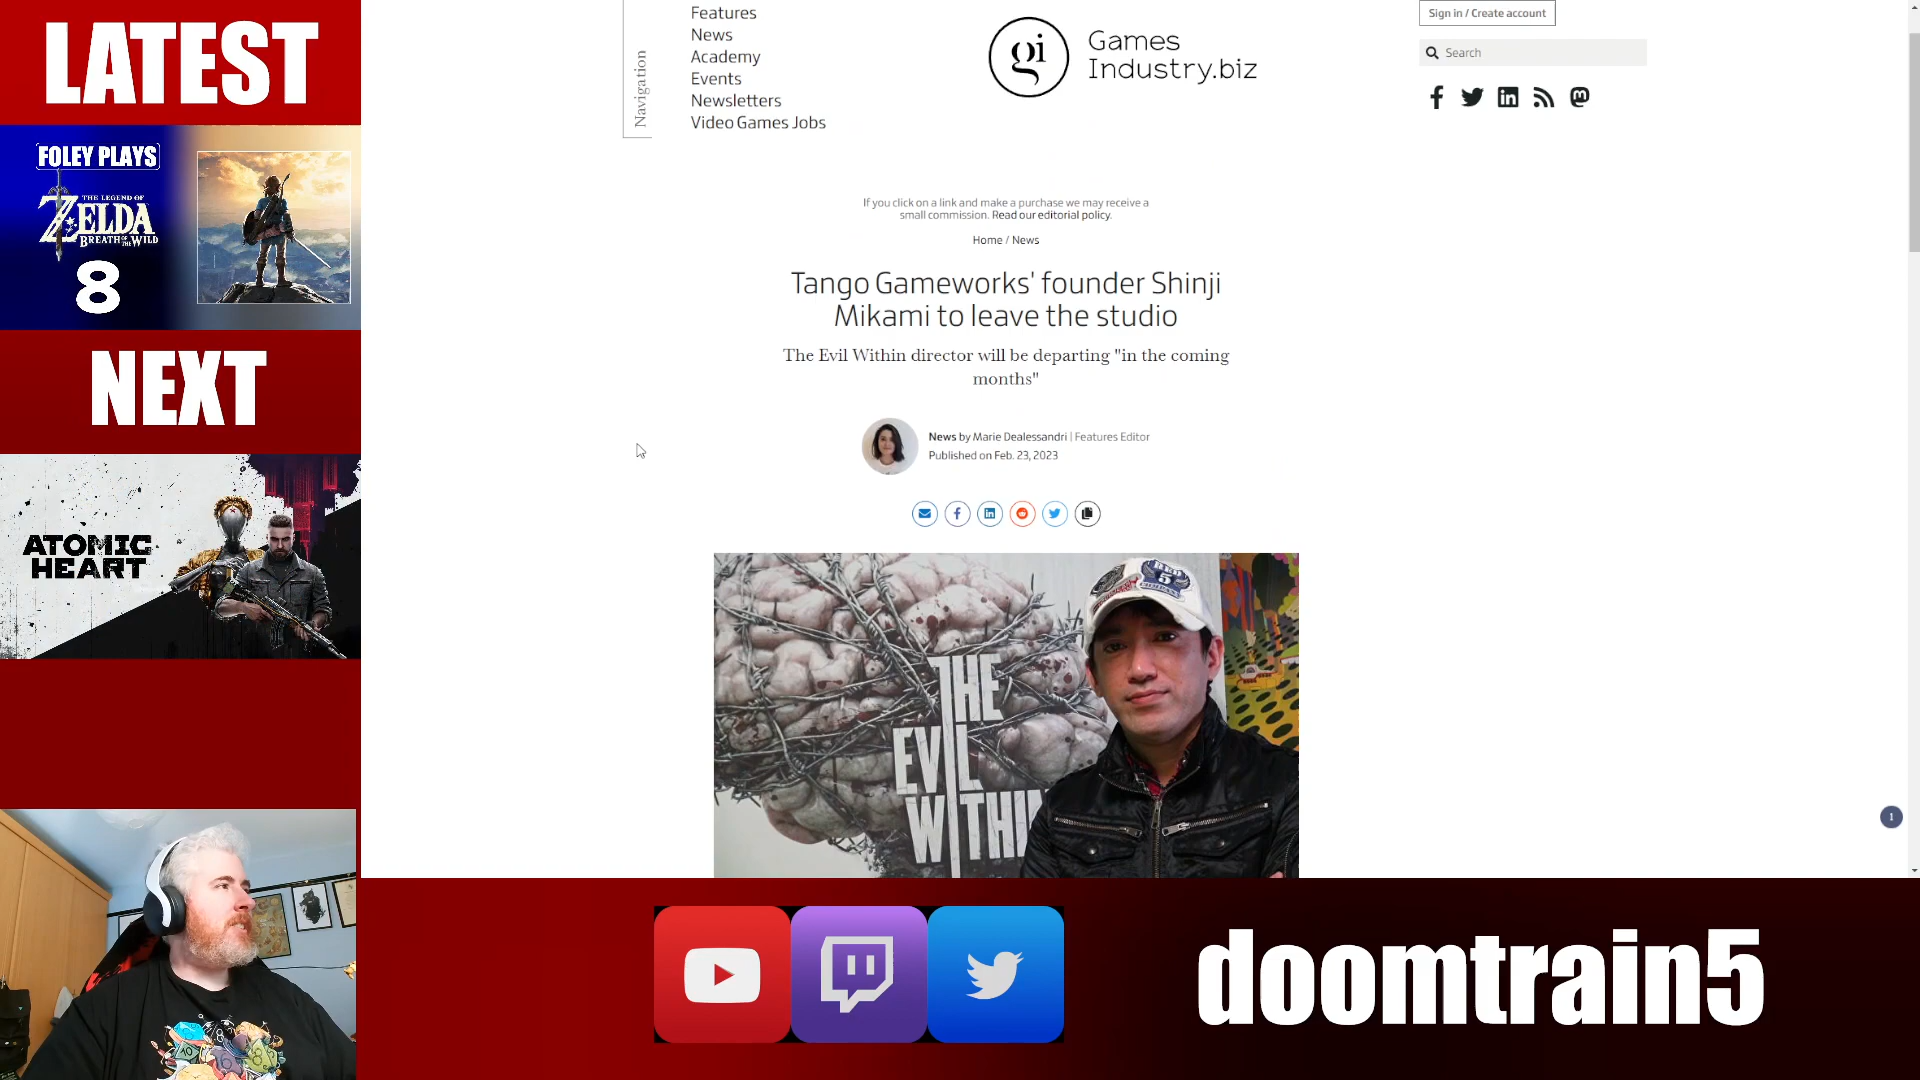 LATEST
FOLEY PLAYS
THE LEGEND OF
ZELDA
BREATH OF THE WILD
8
NEXT
ATOMIC
HEART
Navigation
Features
News
Academy
Events
Newsletters
Video Games Jobs
gi
Games
Industry.biz
Sign in / Create account
Search
If you click on a link and make a purchase we may receive a
small commission. Read our editorial policy.
Home / News
Tango Gameworks' founder Shinji
Mikami to leave the studio
The Evil Within director will be departing "in the coming
months"
News by Marie Dealessandri | Features Editor
Published on Feb. 23, 2023
THE
EVIL
WITHIN
1
doomtrain5